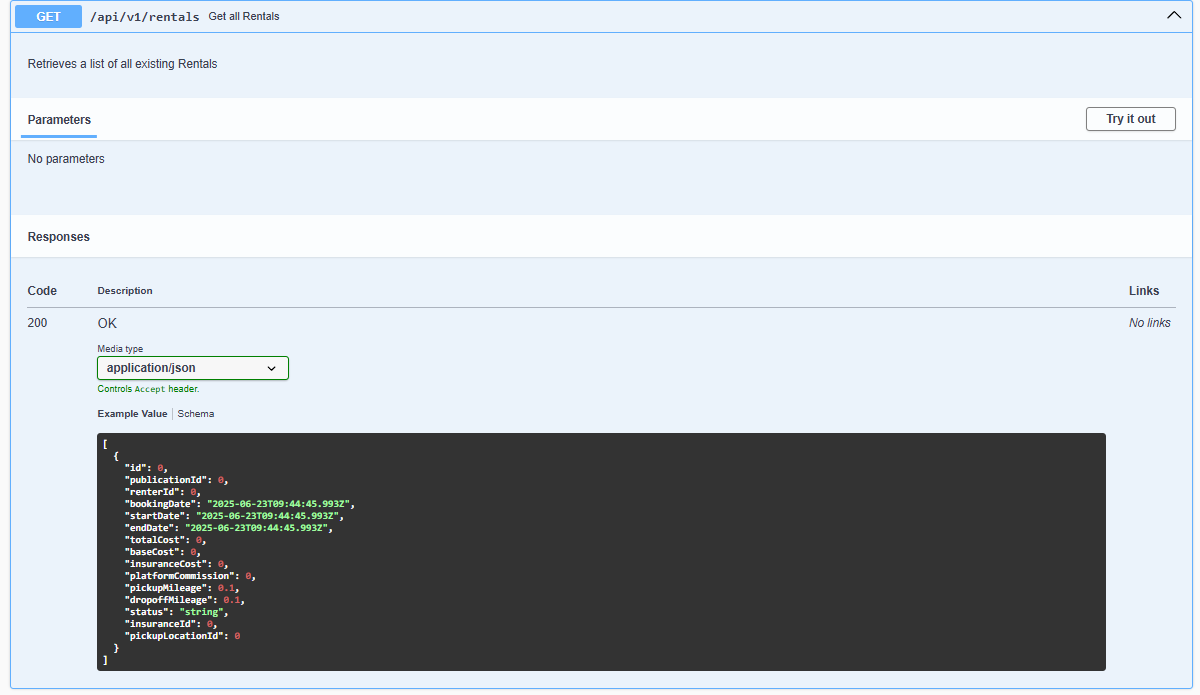 GET /api/v1/rentals Get all Rentals
Retrieves a list of all existing Rentals
Parameters
Try it out
No parameters
Responses
Code Description Links
200 OK No links
Media type
application/json
Controls Accept header.
Example Value Schema
[
  {
    "id": 0,
    "publicationId": 0,
    "renterId": 0,
    "bookingDate": "2025-06-23T09:44:45.993Z",
    "startDate": "2025-06-23T09:44:45.993Z",
    "endDate": "2025-06-23T09:44:45.993Z",
    "totalCost": 0,
    "baseCost": 0,
    "insuranceCost": 0,
    "platformCommission": 0,
    "pickupMileage": 0.1,
    "dropoffMileage": 0.1,
    "status": "string",
    "insuranceId": 0,
    "pickupLocationId": 0
  }
]